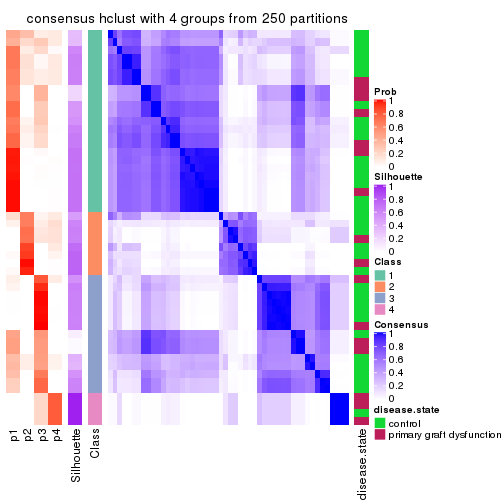 consensus hclust with 4 groups from 250 partitions
Prob
1
0.8
0.6
0.4
0.2
0
Silhouette
1
0.8
0.6
0.4
0.2
0
Class
1
2
3
4
Consensus
1
0.8
0.6
0.4
0.2
0
disease.state
control
primary graft dysfunction
p1
p2
p3
p4
Silhouette
Class
disease.state